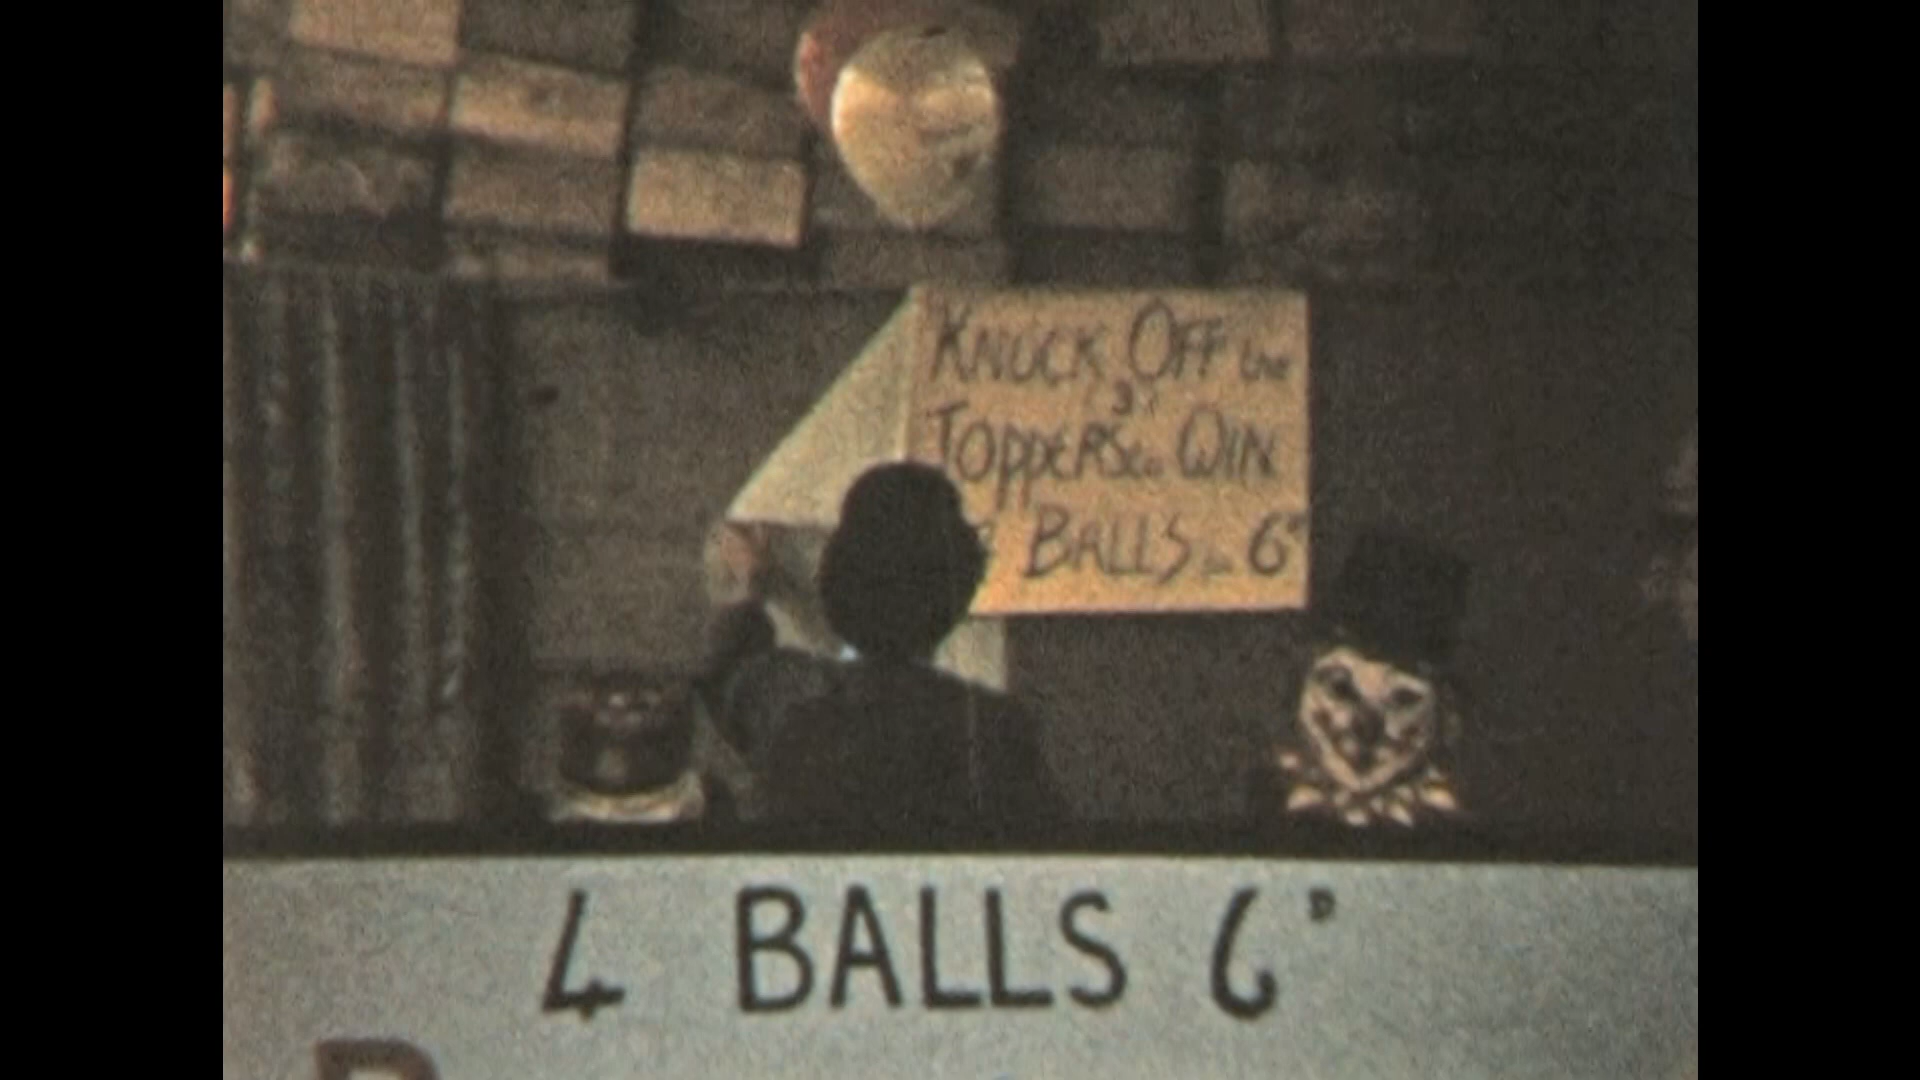 KNOCK OFF the
3
TOPPERS &. WIN
BALLS... 6ᴰ
4 BALLS 6ᴰ